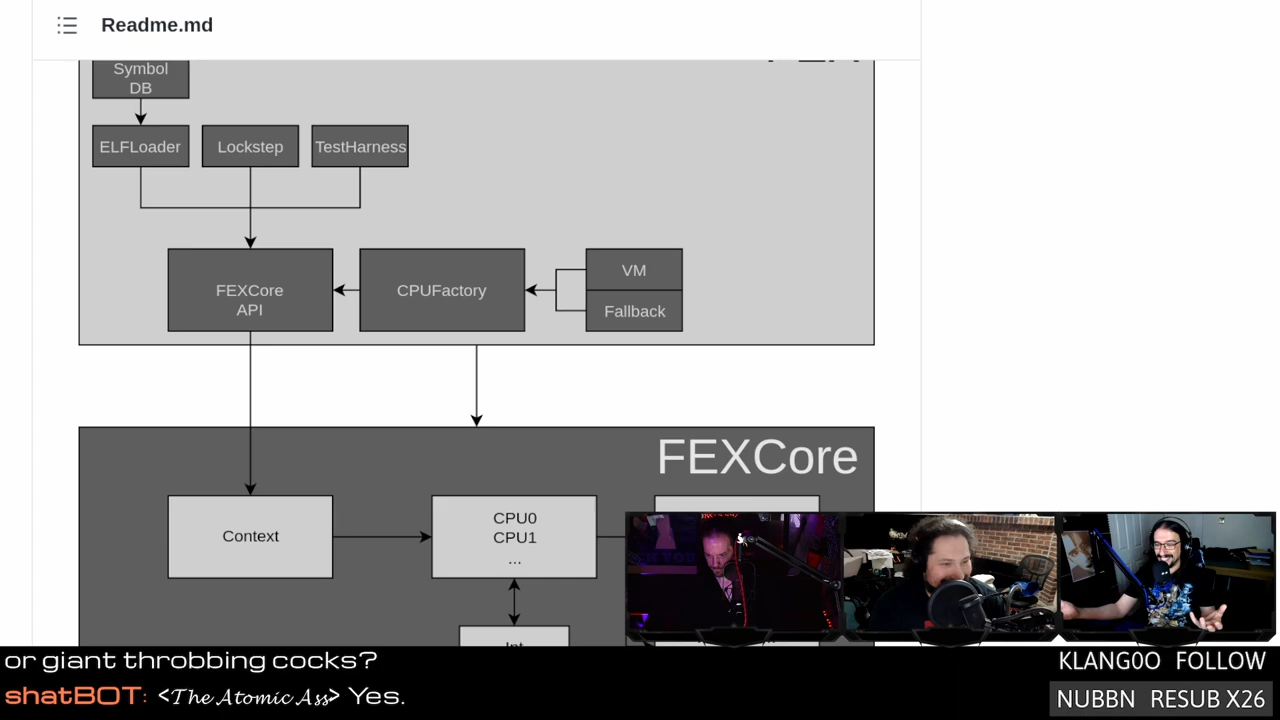 Readme.md
Symbol
DB
ELFLoader
Lockstep
TestHarness
FEXCore
API
CPUFactory
VM
Fallback
FEXCore
Context
CPU0
CPU1
...
or giant throbbing cocks?
shatBOT: <The Atomic Ass> Yes.
KLANG0O FOLLOW
NUBBN RESUB X26